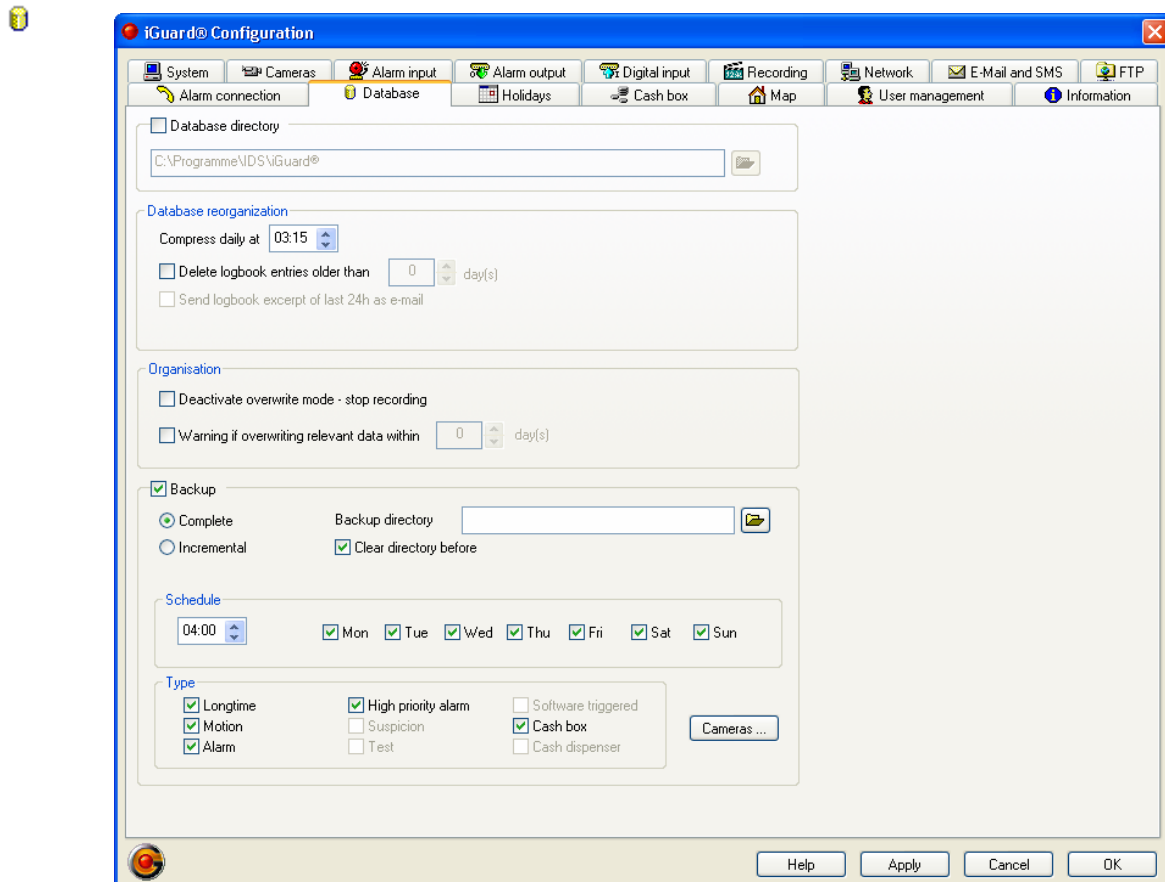 iGuard® Configuration
System Cameras Alarm input Alarm output Digital input Recording Network E-Mail and SMS FTP
Alarm connection Database Holidays Cash box Map User management Information
Database directory
C:\Programme\IDS\iGuard®
Database reorganization
Compress daily at 03:15
Delete logbook entries older than 0 day(s)
Send logbook excerpt of last 24h as e-mail
Organisation
Deactivate overwrite mode - stop recording
Warning if overwriting relevant data within 0 day(s)
Backup
Complete Backup directory
Incremental Clear directory before
Schedule
04:00 Mon Tue Wed Thu Fri Sat Sun
Type
Longtime High priority alarm Software triggered
Motion Suspicion Cash box Cameras ...
Alarm Test Cash dispenser
Help Apply Cancel OK